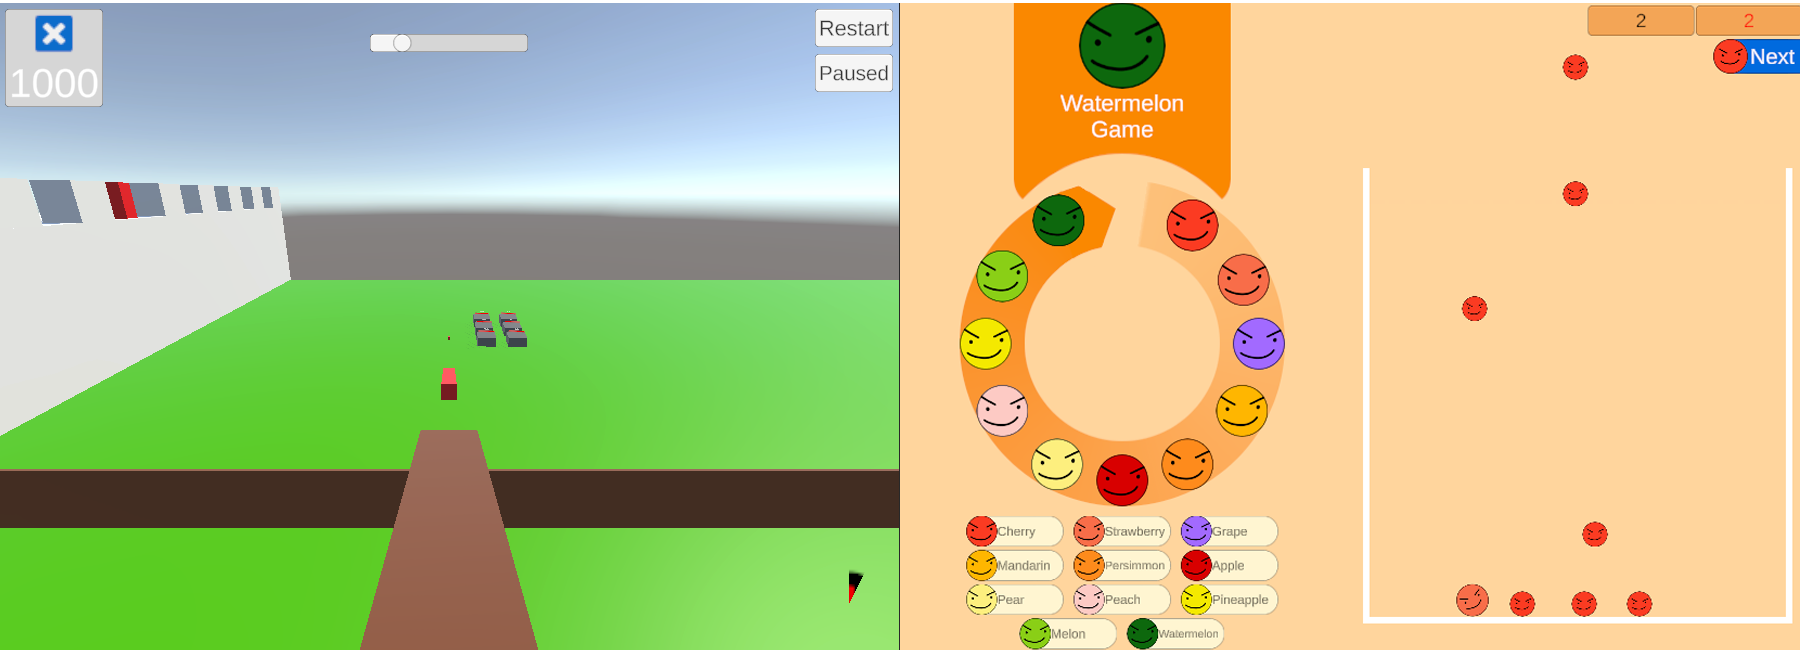 1000
Restart
Paused
Watermelon
Game
2
2
Next
Cherry
Strawberry
Grape
Mandarin
Persimmon
Apple
Pear
Peach
Pineapple
Melon
Watermelon